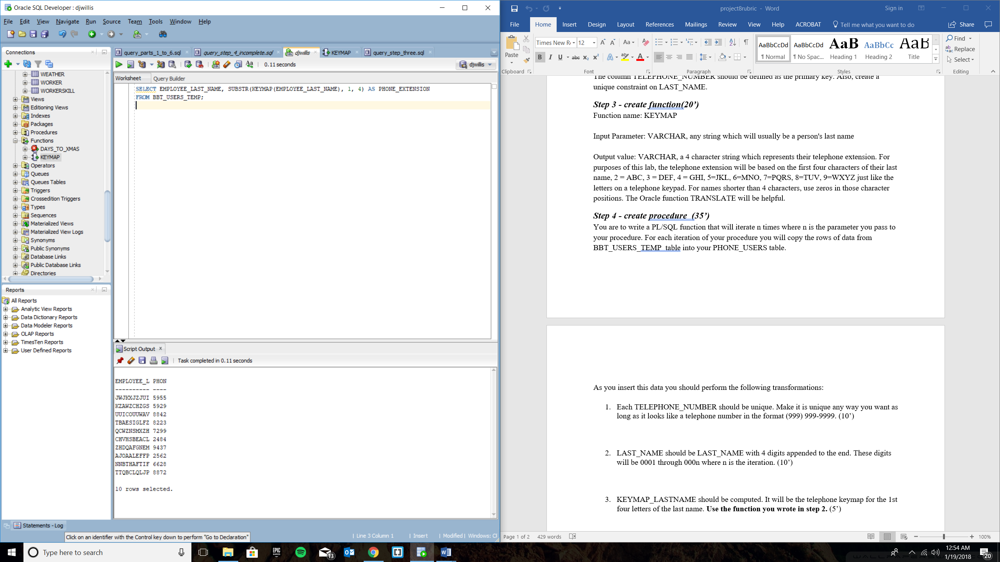 Oracle SQL Developer : djwillis
File Edit View Navigate Run Source Team Tools Window Help
Connections
WEATHER
WORKER
WORKERSKILL
Views
Editioning Views
Indexes
Packages
Procedures
Functions
DAYS_TO_XMAS
KEYMAP
Operators
Queues
Queues Tables
Triggers
Crossedition Triggers
Types
Sequences
Materialized Views
Materialized View Logs
Synonyms
Public Synonyms
Database Links
Public Database Links
Directories
Reports
All Reports
Analytic View Reports
Data Dictionary Reports
Data Modeler Reports
OLAP Reports
TimesTen Reports
User Defined Reports
query_parts_1_to_6.sql query_step_4_incomplete.sql djwillis KEYMAP query_step_three.sql
0.11 seconds djwillis
Worksheet Query Builder
SELECT EMPLOYEE_LAST_NAME, SUBSTR(KEYMAP(EMPLOYEE_LAST_NAME), 1, 4) AS PHONE_EXTENSION
FROM BBT_USERS_TEMP;
Script Output
Task completed in 0.11 seconds
EMPLOYEE_L PHON
---------- ----
JWJKXJZJUI 5955
KZAWZCHZGS 5929
UUICOUUWAV 8842
TBAESIGLFZ 8223
QCWZNSMXZH 7299
CHVHSBEACL 2484
ZHDQAFGNEM 9437
AJOAALEFFP 2562
NNBTHAFTIF 6628
TTQBCLQLJP 8872
10 rows selected.
Statements - Log
Click on an identifier with the Control key down to perform "Go to Declaration"
Line 3 Column 1 Insert Modified Windows: CF
project8rubric - Word Sign in
File Home Insert Design Layout References Mailings Review View Help ACROBAT Tell me what you want to do Share
Paste
Times New R 12
AaBbCcDd AaBbCcDd AaB AaBbCc AaB
¶ Normal ¶ No Spac... Heading 1 Heading 2 Title
Find
Replace
Select
Clipboard Font Paragraph Styles Editing
The column TELEPHONE_NUMBER should be defined as the primary key. Also, create a
unique constraint on LAST_NAME.
Step 3 - create function(20’)
Function name: KEYMAP
Input Parameter: VARCHAR, any string which will usually be a person's last name
Output value: VARCHAR, a 4 character string which represents their telephone extension. For
purposes of this lab, the telephone extension will be based on the first four characters of their last
name, 2 = ABC, 3 = DEF, 4 = GHI, 5=JKL, 6=MNO, 7=PQRS, 8=TUV, 9=WXYZ just like the
letters on a telephone keypad. For names shorter than 4 characters, use zeros in those character
positions. The Oracle function TRANSLATE will be helpful.
Step 4 - create procedure (35’)
You are to write a PL/SQL function that will iterate n times where n is the parameter you pass to
your procedure. For each iteration of your procedure you will copy the rows of data from
BBT_USERS_TEMP table into your PHONE_USERS table.
As you insert this data you should perform the following transformations:
1. Each TELEPHONE_NUMBER should be unique. Make it is unique any way you want as
long as it looks like a telephone number in the format (999) 999-9999. (10’)
2. LAST_NAME should be LAST_NAME with 4 digits appended to the end. These digits
will be 0001 through 000n where n is the iteration. (10’)
3. KEYMAP_LASTNAME should be computed. It will be the telephone keymap for the 1st
four letters of the last name. Use the function you wrote in step 2. (5’)
Page 1 of 2 429 words 100%
Type here to search
EPIC GAMES
13
12:54 AM
1/19/2018
20